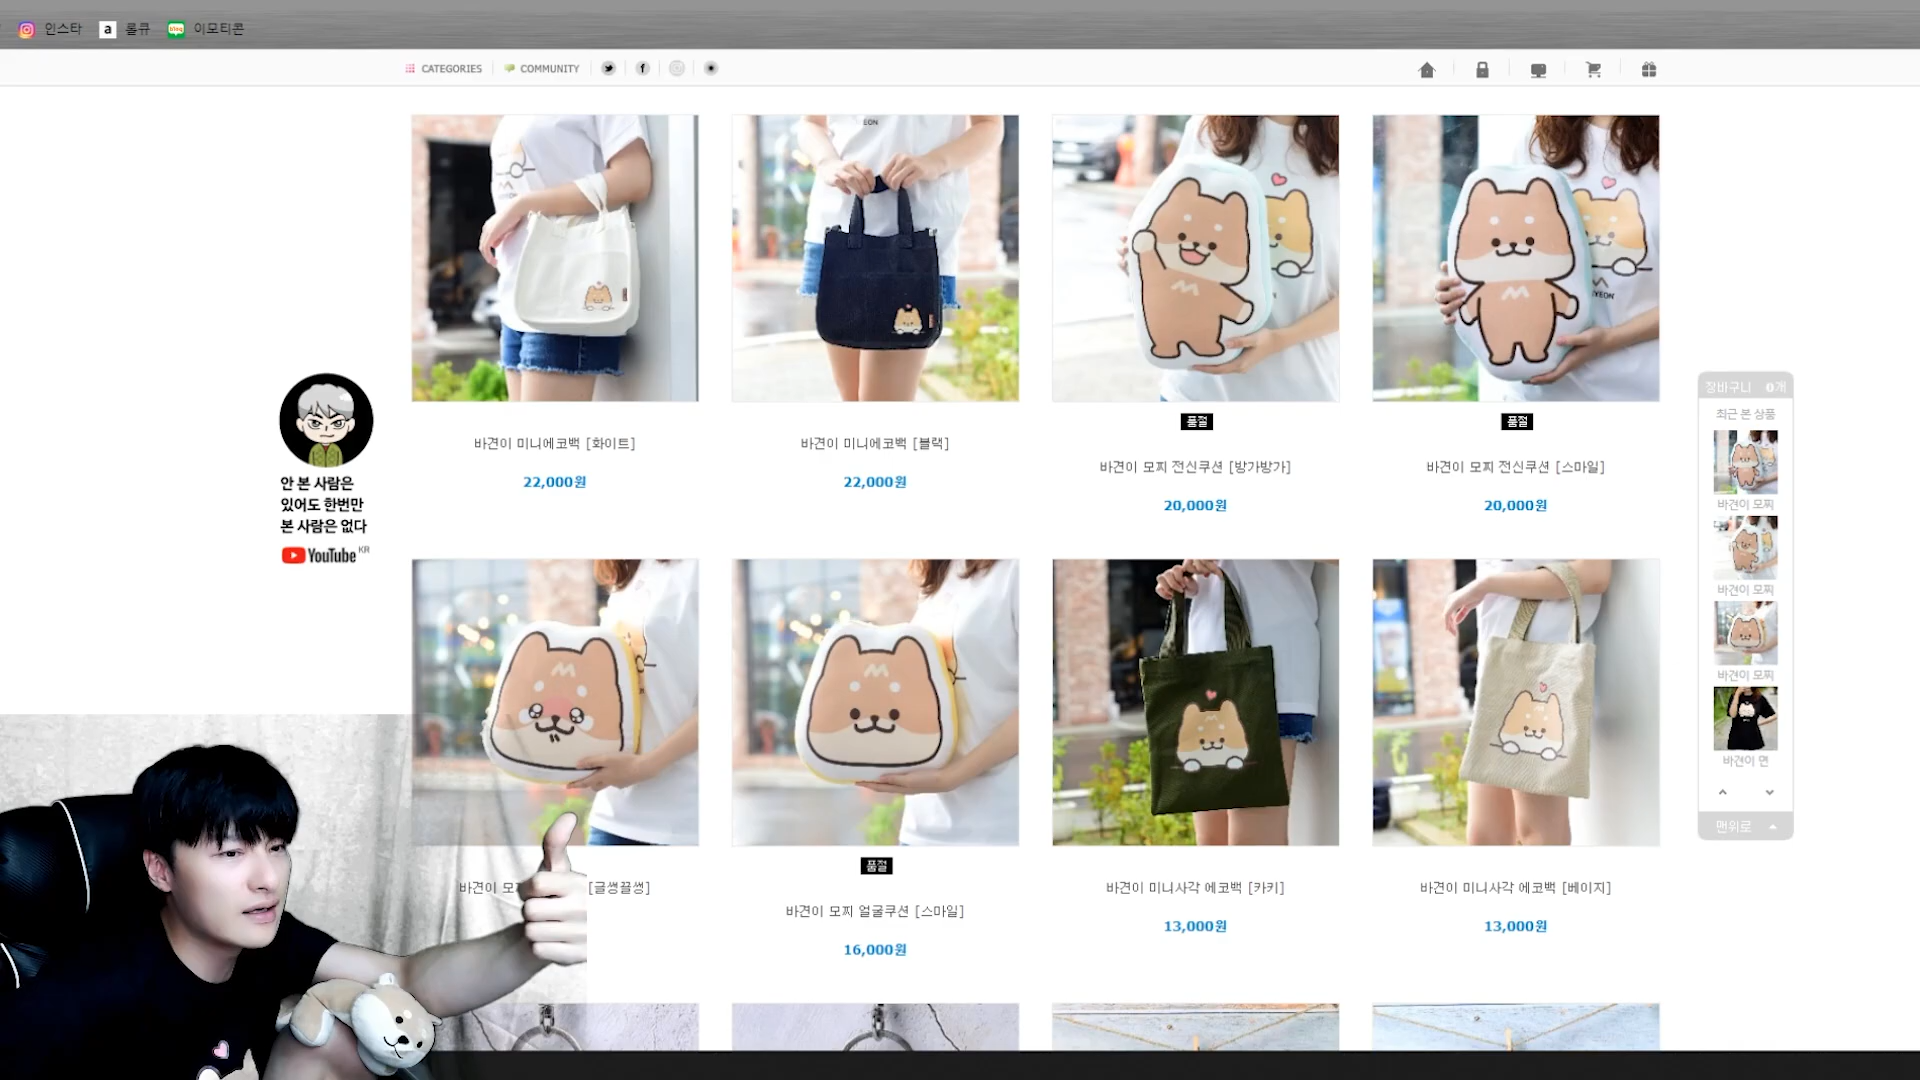 인스타
a
롤큐
blog
이모티콘
CATEGORIES
COMMUNITY
바견이 미니에코백 [화이트]
22,000원
바견이 미니에코백 [블랙]
22,000원
품절
바견이 모찌 전신쿠션 [방가방가]
20,000원
품절
바견이 모찌 전신쿠션 [스마일]
20,000원
안 본 사람은
있어도 한번만
본 사람은 없다
YouTube KR
장바구니 0개
최근 본 상품
바견이 모찌
바견이 모찌
바견이 모찌
바견이 면
맨위로
바견이 모
[글썽끌썽]
품절
바견이 모찌 얼굴쿠션 [스마일]
16,000원
바견이 미니사각 에코백 [카키]
13,000원
바견이 미니사각 에코백 [베이지]
13,000원